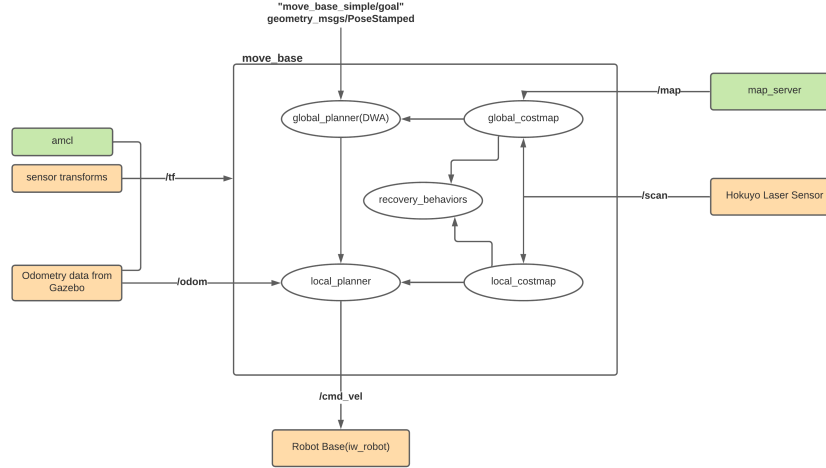 "move_base_simple/goal"
geometry_msgs/PoseStamped
move_base
/map
map_server
global_planner(DWA)
global_costmap
amcl
sensor transforms
/tf
recovery_behaviors
/scan
Hokuyo Laser Sensor
Odometry data from
Gazebo
/odom
local_planner
local_costmap
/cmd_vel
Robot Base(iw_robot)